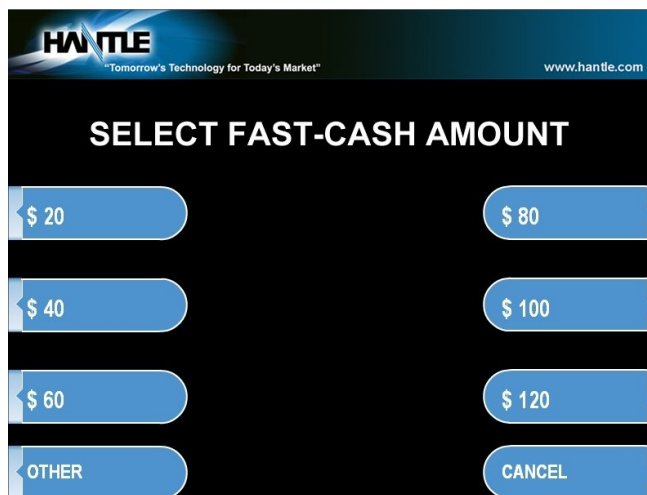 HANTLE
"Tomorrow's Technology for Today's Market"
www.hantle.com
SELECT FAST-CASH AMOUNT
$ 20
$ 80
$ 40
$ 100
$ 60
$ 120
OTHER
CANCEL